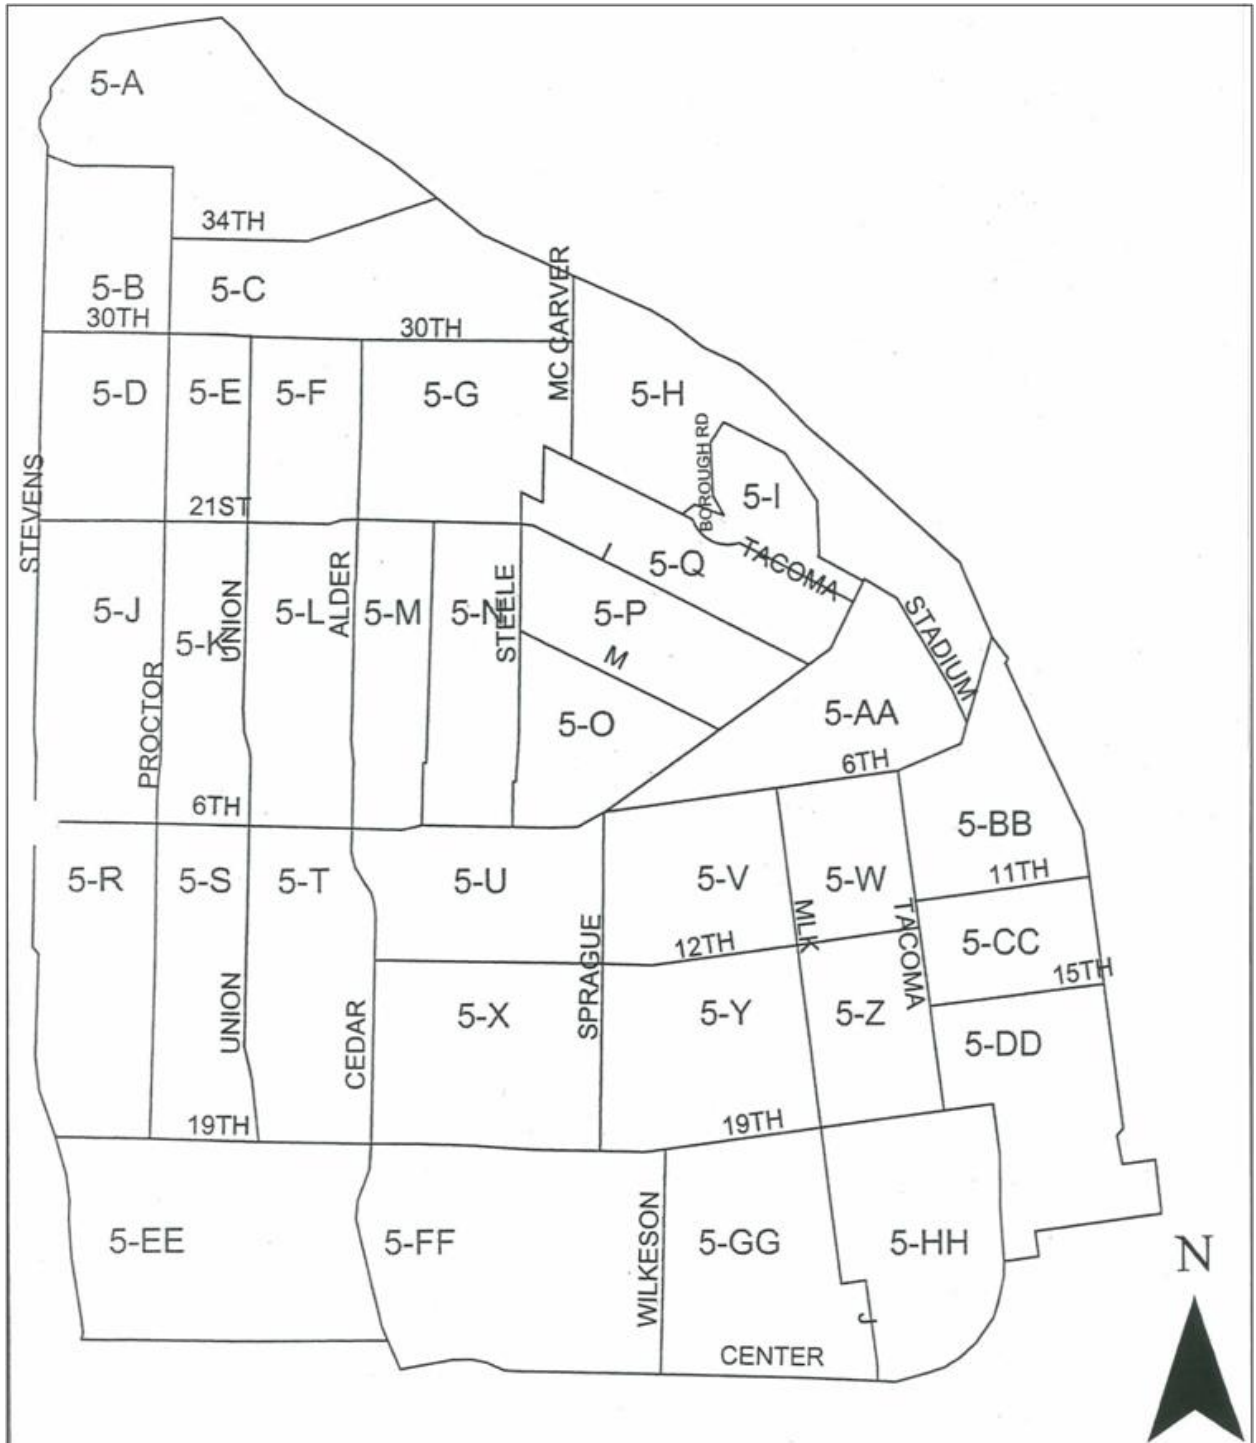 5-A
34TH
5-B
5-C
30TH
30TH
MC CARVER
5-D
5-E
5-F
5-G
5-H
BOROUGH RD
5-I
STEVENS
21ST
I
5-Q
TACOMA
5-J
5-K
UNION
5-L
ALDER
5-M
5-N
STEELE
5-P
M
STADIUM
PROCTOR
5-O
5-AA
6TH
6TH
5-BB
5-R
5-S
5-T
5-U
5-V
5-W
11TH
MLK
TACOMA
12TH
SPRAGUE
5-CC
15TH
UNION
CEDAR
5-X
5-Y
5-Z
5-DD
19TH
19TH
5-EE
5-FF
WILKESON
5-GG
5-HH
N
J
CENTER